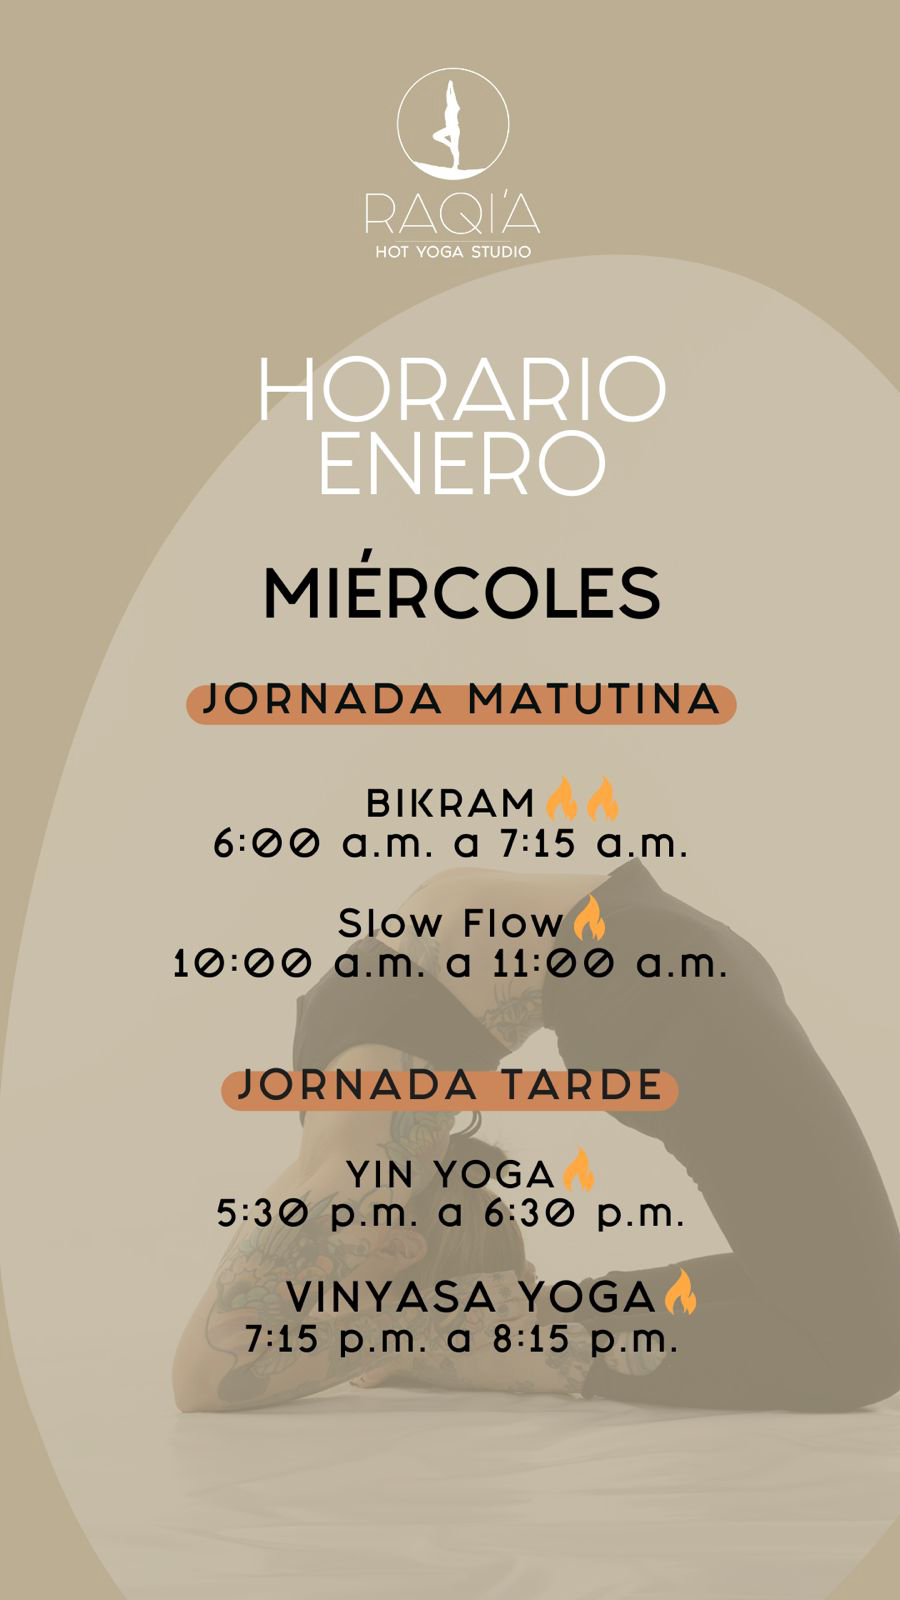 RAQI'A
HOT YOGA STUDIO
HORARIO
ENERO
MIÉRCOLES
JORNADA MATUTINA
BIKRAM🔥🔥
6:00 a.m. a 7:15 a.m.
Slow Flow🔥
10:00 a.m. a 11:00 a.m.
JORNADA TARDE
YIN YOGA🔥
5:30 p.m. a 6:30 p.m.
VINYASA YOGA🔥
7:15 p.m. a 8:15 p.m.